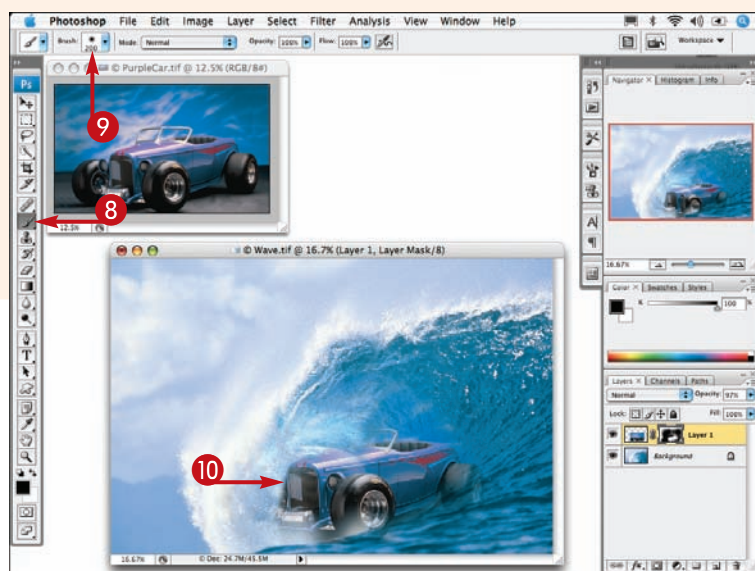 Photoshop File Edit Image Layer Select Filter Analysis View Window Help
Brush: 200 Mode: Normal Opacity: 100% Flow: 100% Workspace
© PurpleCar.tif @ 12.5% (RGB/8#)
Ps
9
8
12.5%
© Wave.tif @ 16.7% (Layer 1, Layer Mask/8)
10
16.67% © Doc: 24.7M/45.5M
Navigator × Histogram Info
16.67%
Color × Swatches Styles
K 100 %
Layers × Channels Paths
Normal Opacity: 97%
Lock: Fill: 100%
Layer 1
Background